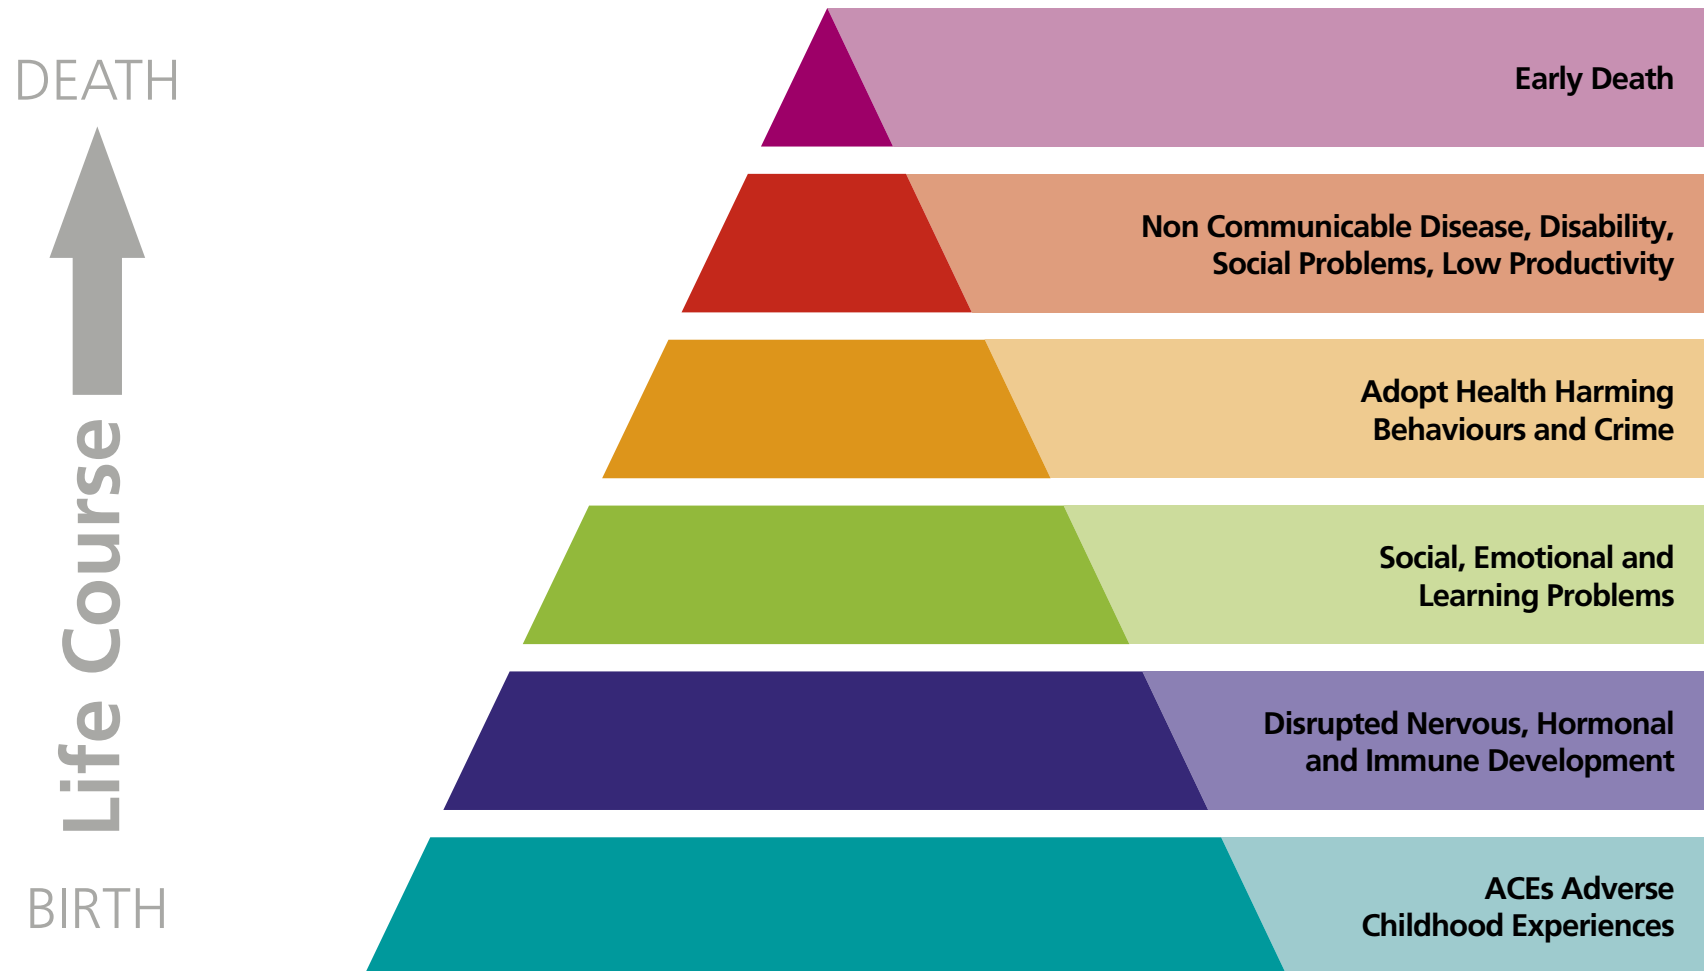 DEATH
Life Course
BIRTH
Early Death
Non Communicable Disease, Disability,
Social Problems, Low Productivity
Adopt Health Harming
Behaviours and Crime
Social, Emotional and
Learning Problems
Disrupted Nervous, Hormonal
and Immune Development
ACEs Adverse
Childhood Experiences